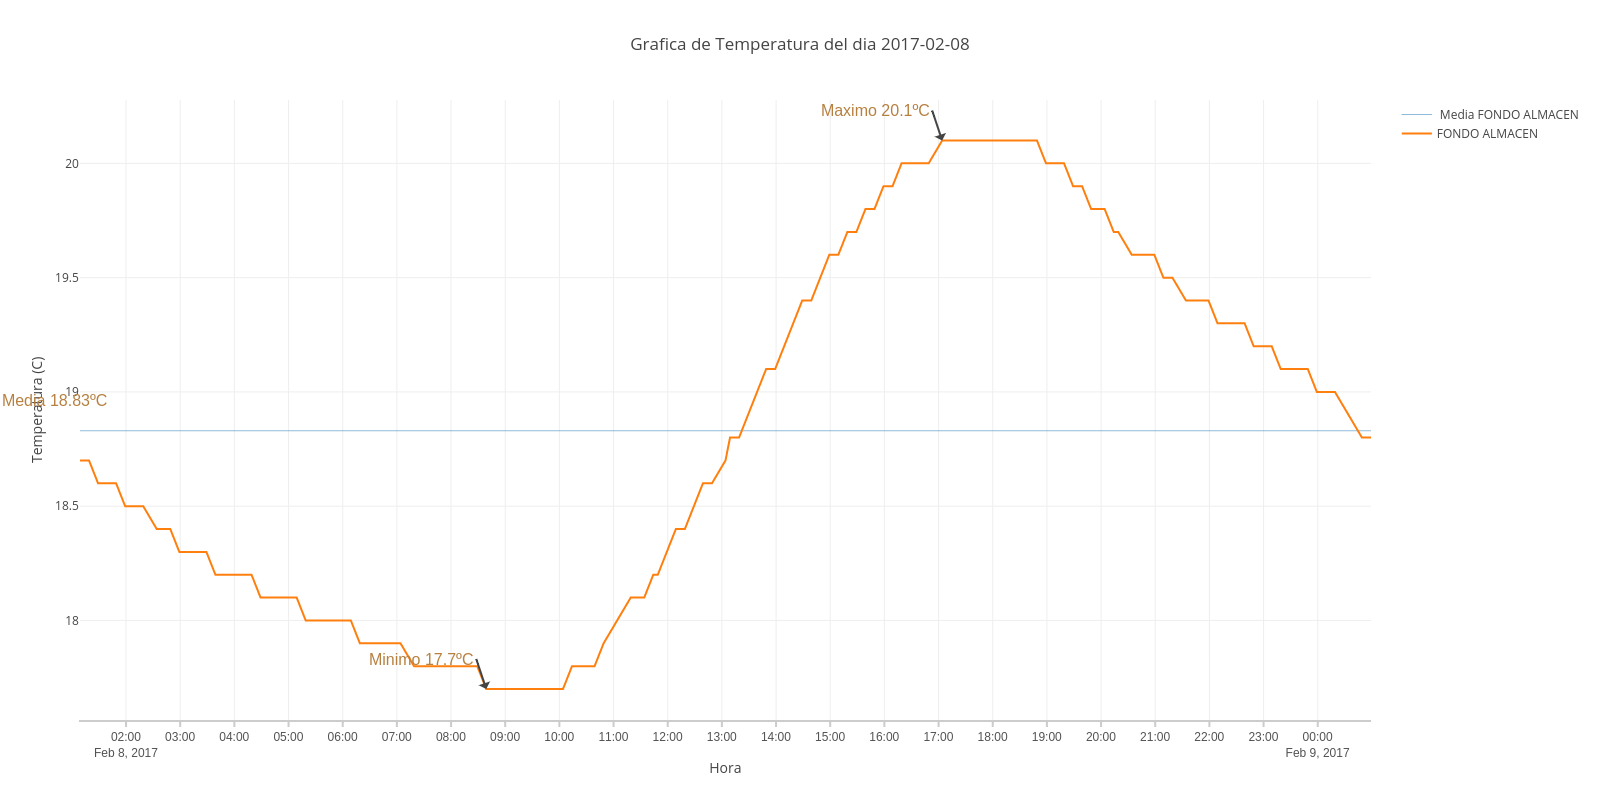 Grafica de Temperatura del dia 2017-02-08
Maximo 20.1ºC
Media FONDO ALMACEN
FONDO ALMACEN
20
19.5
19
Media 18.83ºC
Temperatura (C)
18.5
18
Minimo 17.7ºC
02:00 03:00 04:00 05:00 06:00 07:00 08:00 09:00 10:00 11:00 12:00 13:00 14:00 15:00 16:00 17:00 18:00 19:00 20:00 21:00 22:00 23:00 00:00
Feb 8, 2017 Feb 9, 2017
Hora